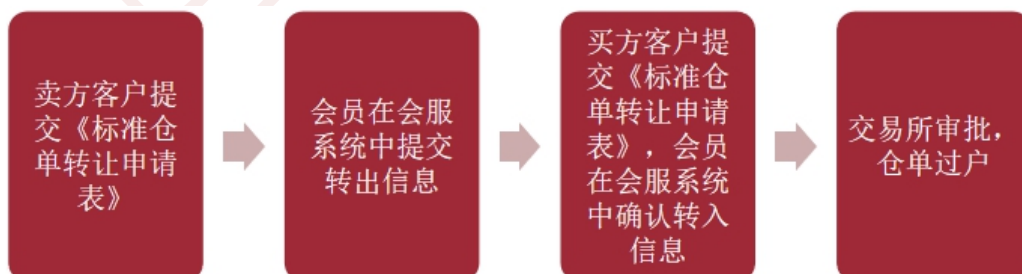 卖方客户提
交《标准仓
单转让申请
表》
会员在会服
系统中提交
转出信息
买方客户提
交《标准仓
单转让申请
表》，会员
在会服系统
中确认转入
信息
交易所审批，
仓单过户